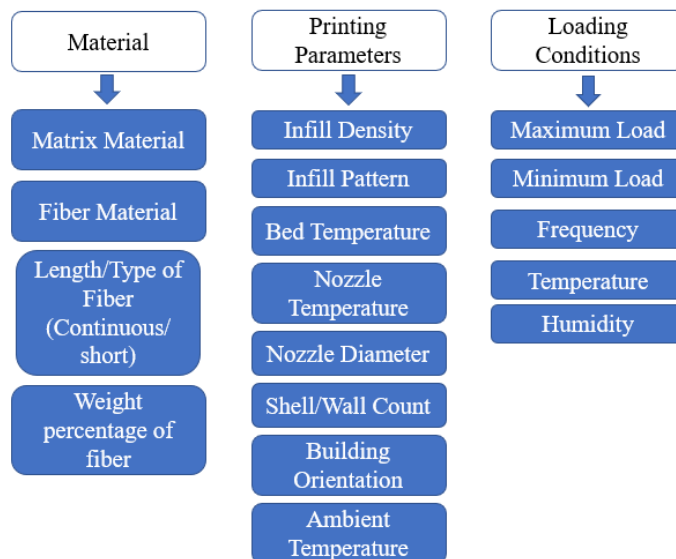 Material
Matrix Material
Fiber Material
Length/Type of
Fiber
(Continuous/
short)
Weight
percentage of
fiber
Printing
Parameters
Infill Density
Infill Pattern
Bed Temperature
Nozzle
Temperature
Nozzle Diameter
Shell/Wall Count
Building
Orientation
Ambient
Temperature
Loading
Conditions
Maximum Load
Minimum Load
Frequency
Temperature
Humidity